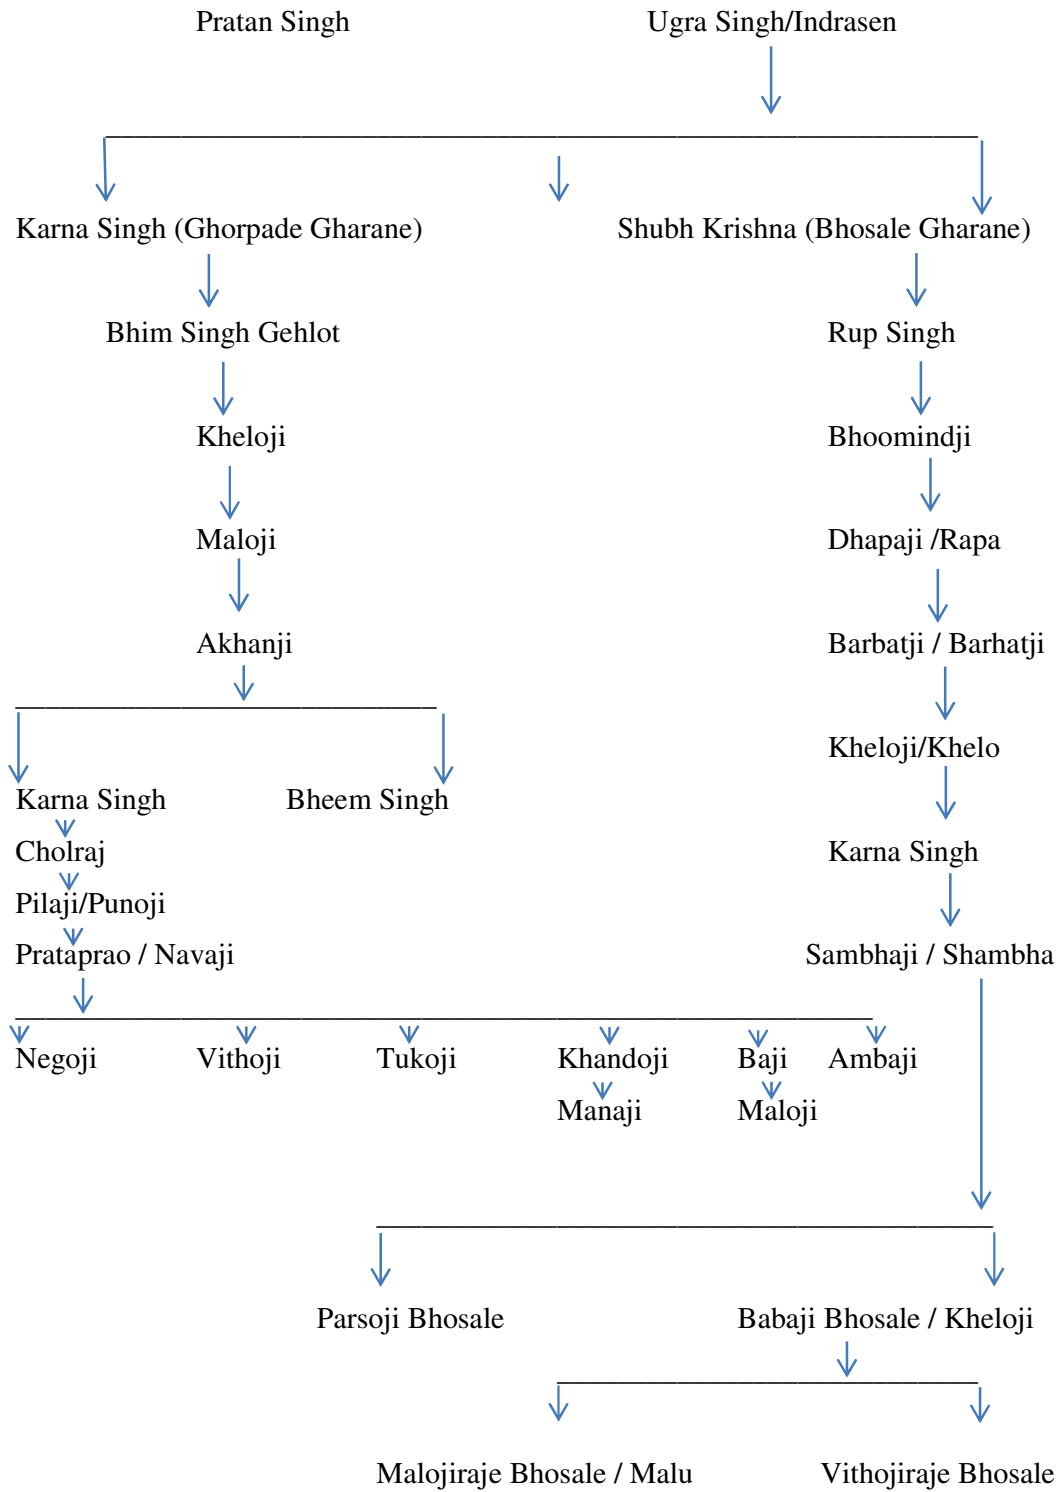 Pratan Singh Ugra Singh/Indrasen
Karna Singh (Ghorpade Gharane) Shubh Krishna (Bhosale Gharane)
Bhim Singh Gehlot Rup Singh
Kheloji Bhoomindji
Maloji Dhapaji /Rapa
Akhanji Barbatji / Barhatji
Kheloji/Khelo
Karna Singh Bheem Singh
Cholraj Karna Singh
Pilaji/Punoji
Prataprao / Navaji Sambhaji / Shambha
Negoji Vithoji Tukoji Khandoji Baji Ambaji
Manaji Maloji
Parsoji Bhosale Babaji Bhosale / Kheloji
Malojiraje Bhosale / Malu Vithojiraje Bhosale